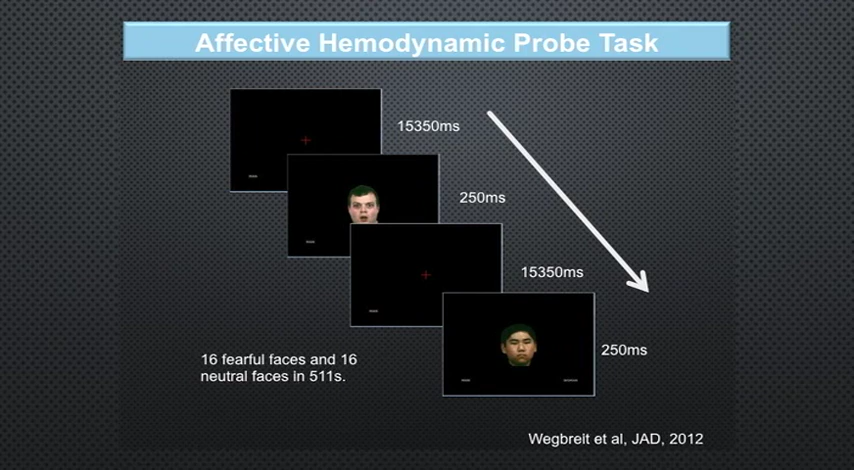 Affective Hemodynamic Probe Task
15350ms
250ms
15350ms
250ms
16 fearful faces and 16
neutral faces in 511s.
Wegbreit et al, JAD, 2012